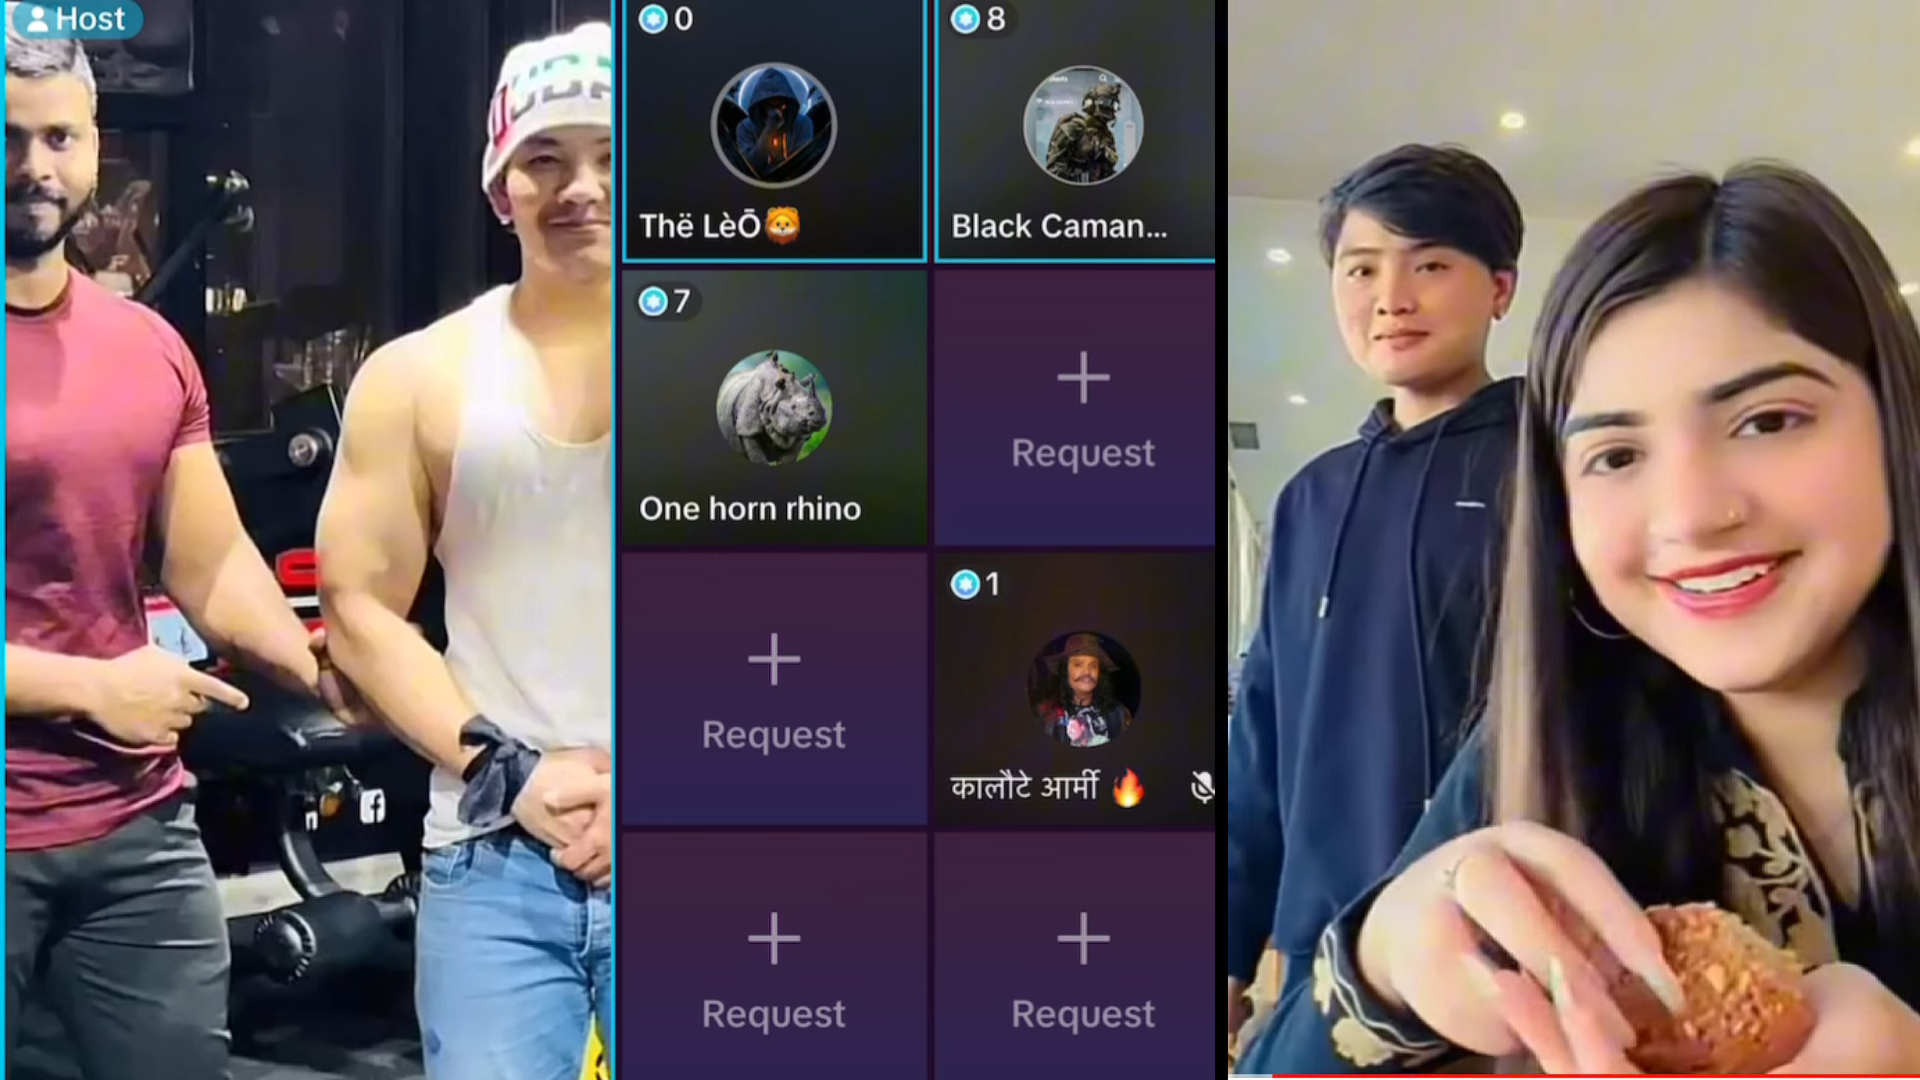 Host
0
8
Thë LèŌ🦁
Black Caman...
7
One horn rhino
Request
Request
1
कालौटे आर्मी 🔥
Request
Request